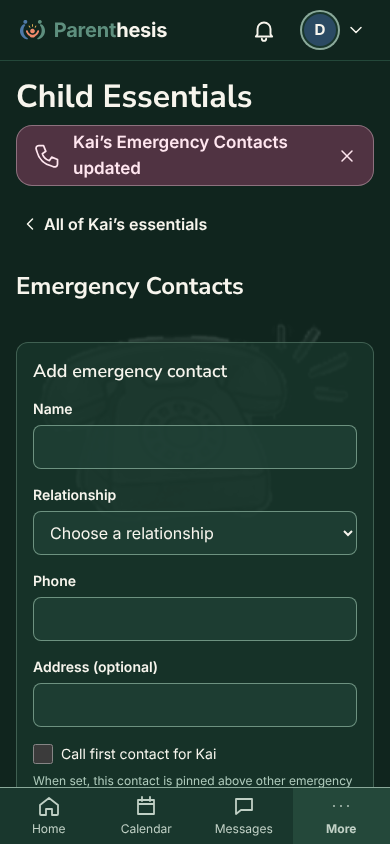 Parenthesis
D
Child Essentials
Kai’s Emergency Contacts
updated
All of Kai’s essentials
Emergency Contacts
Add emergency contact
Name
Relationship
Choose a relationship
Phone
Address (optional)
Call first contact for Kai
When set, this contact is pinned above other emergency
Home
Calendar
Messages
More